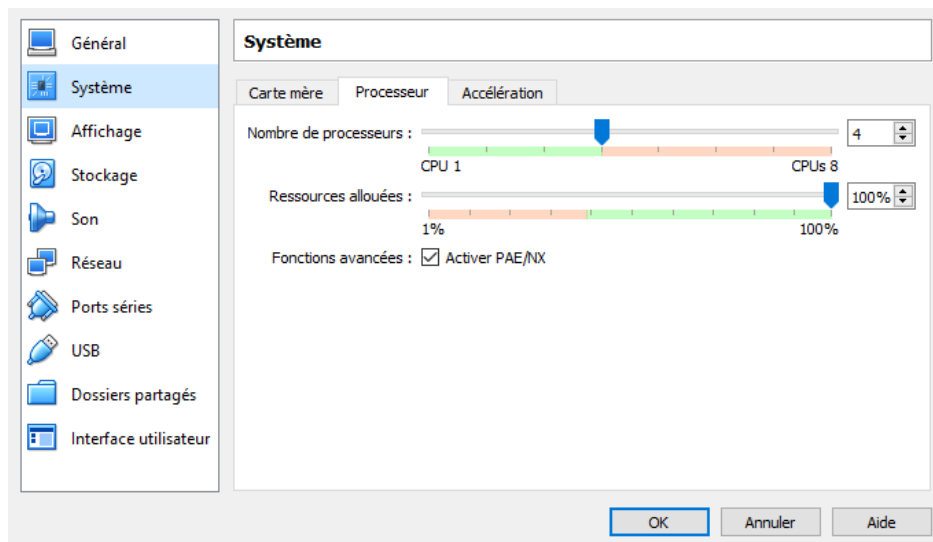 Général
Système
Affichage
Stockage
Son
Réseau
Ports séries
USB
Dossiers partagés
Interface utilisateur
Système
Carte mère Processeur Accélération
Nombre de processeurs : 4
CPU 1 CPUs 8
Ressources allouées : 100%
1% 100%
Fonctions avancées : Activer PAE/NX
OK Annuler Aide